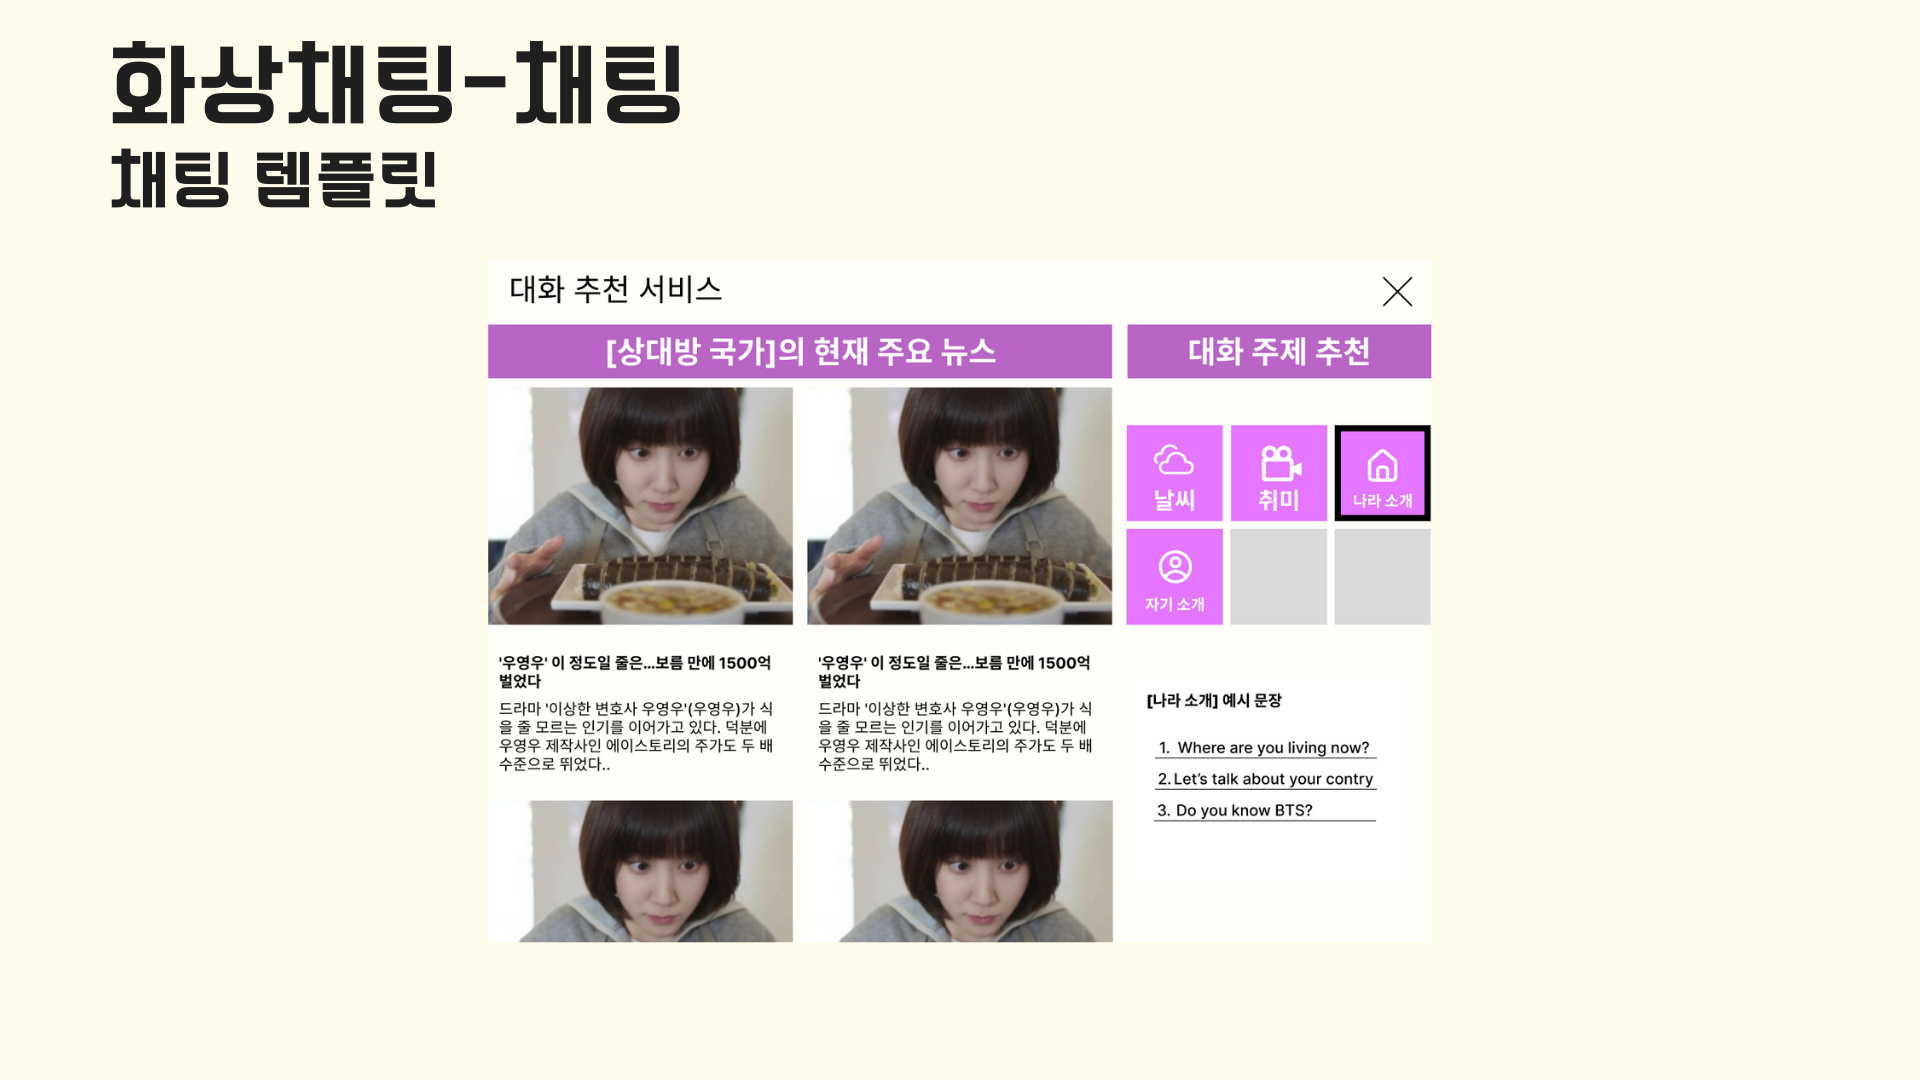 화상채팅-채팅
채팅 템플릿
대화 추천 서비스
[상대방 국가]의 현재 주요 뉴스
'우영우' 이 정도일 줄은...보름 만에 1500억
벌었다
드라마 '이상한 변호사 우영우'(우영우)가 식
을 줄 모르는 인기를 이어가고 있다. 덕분에
우영우 제작사인 에이스토리의 주가도 두 배
수준으로 뛰었다..
'우영우' 이 정도일 줄은...보름 만에 1500억
벌었다
드라마 '이상한 변호사 우영우'(우영우)가 식
을 줄 모르는 인기를 이어가고 있다. 덕분에
우영우 제작사인 에이스토리의 주가도 두 배
수준으로 뛰었다..
대화 주제 추천
날씨
취미
나라 소개
자기 소개
[나라 소개] 예시 문장
1. Where are you living now?
2. Let's talk about your contry
3. Do you know BTS?